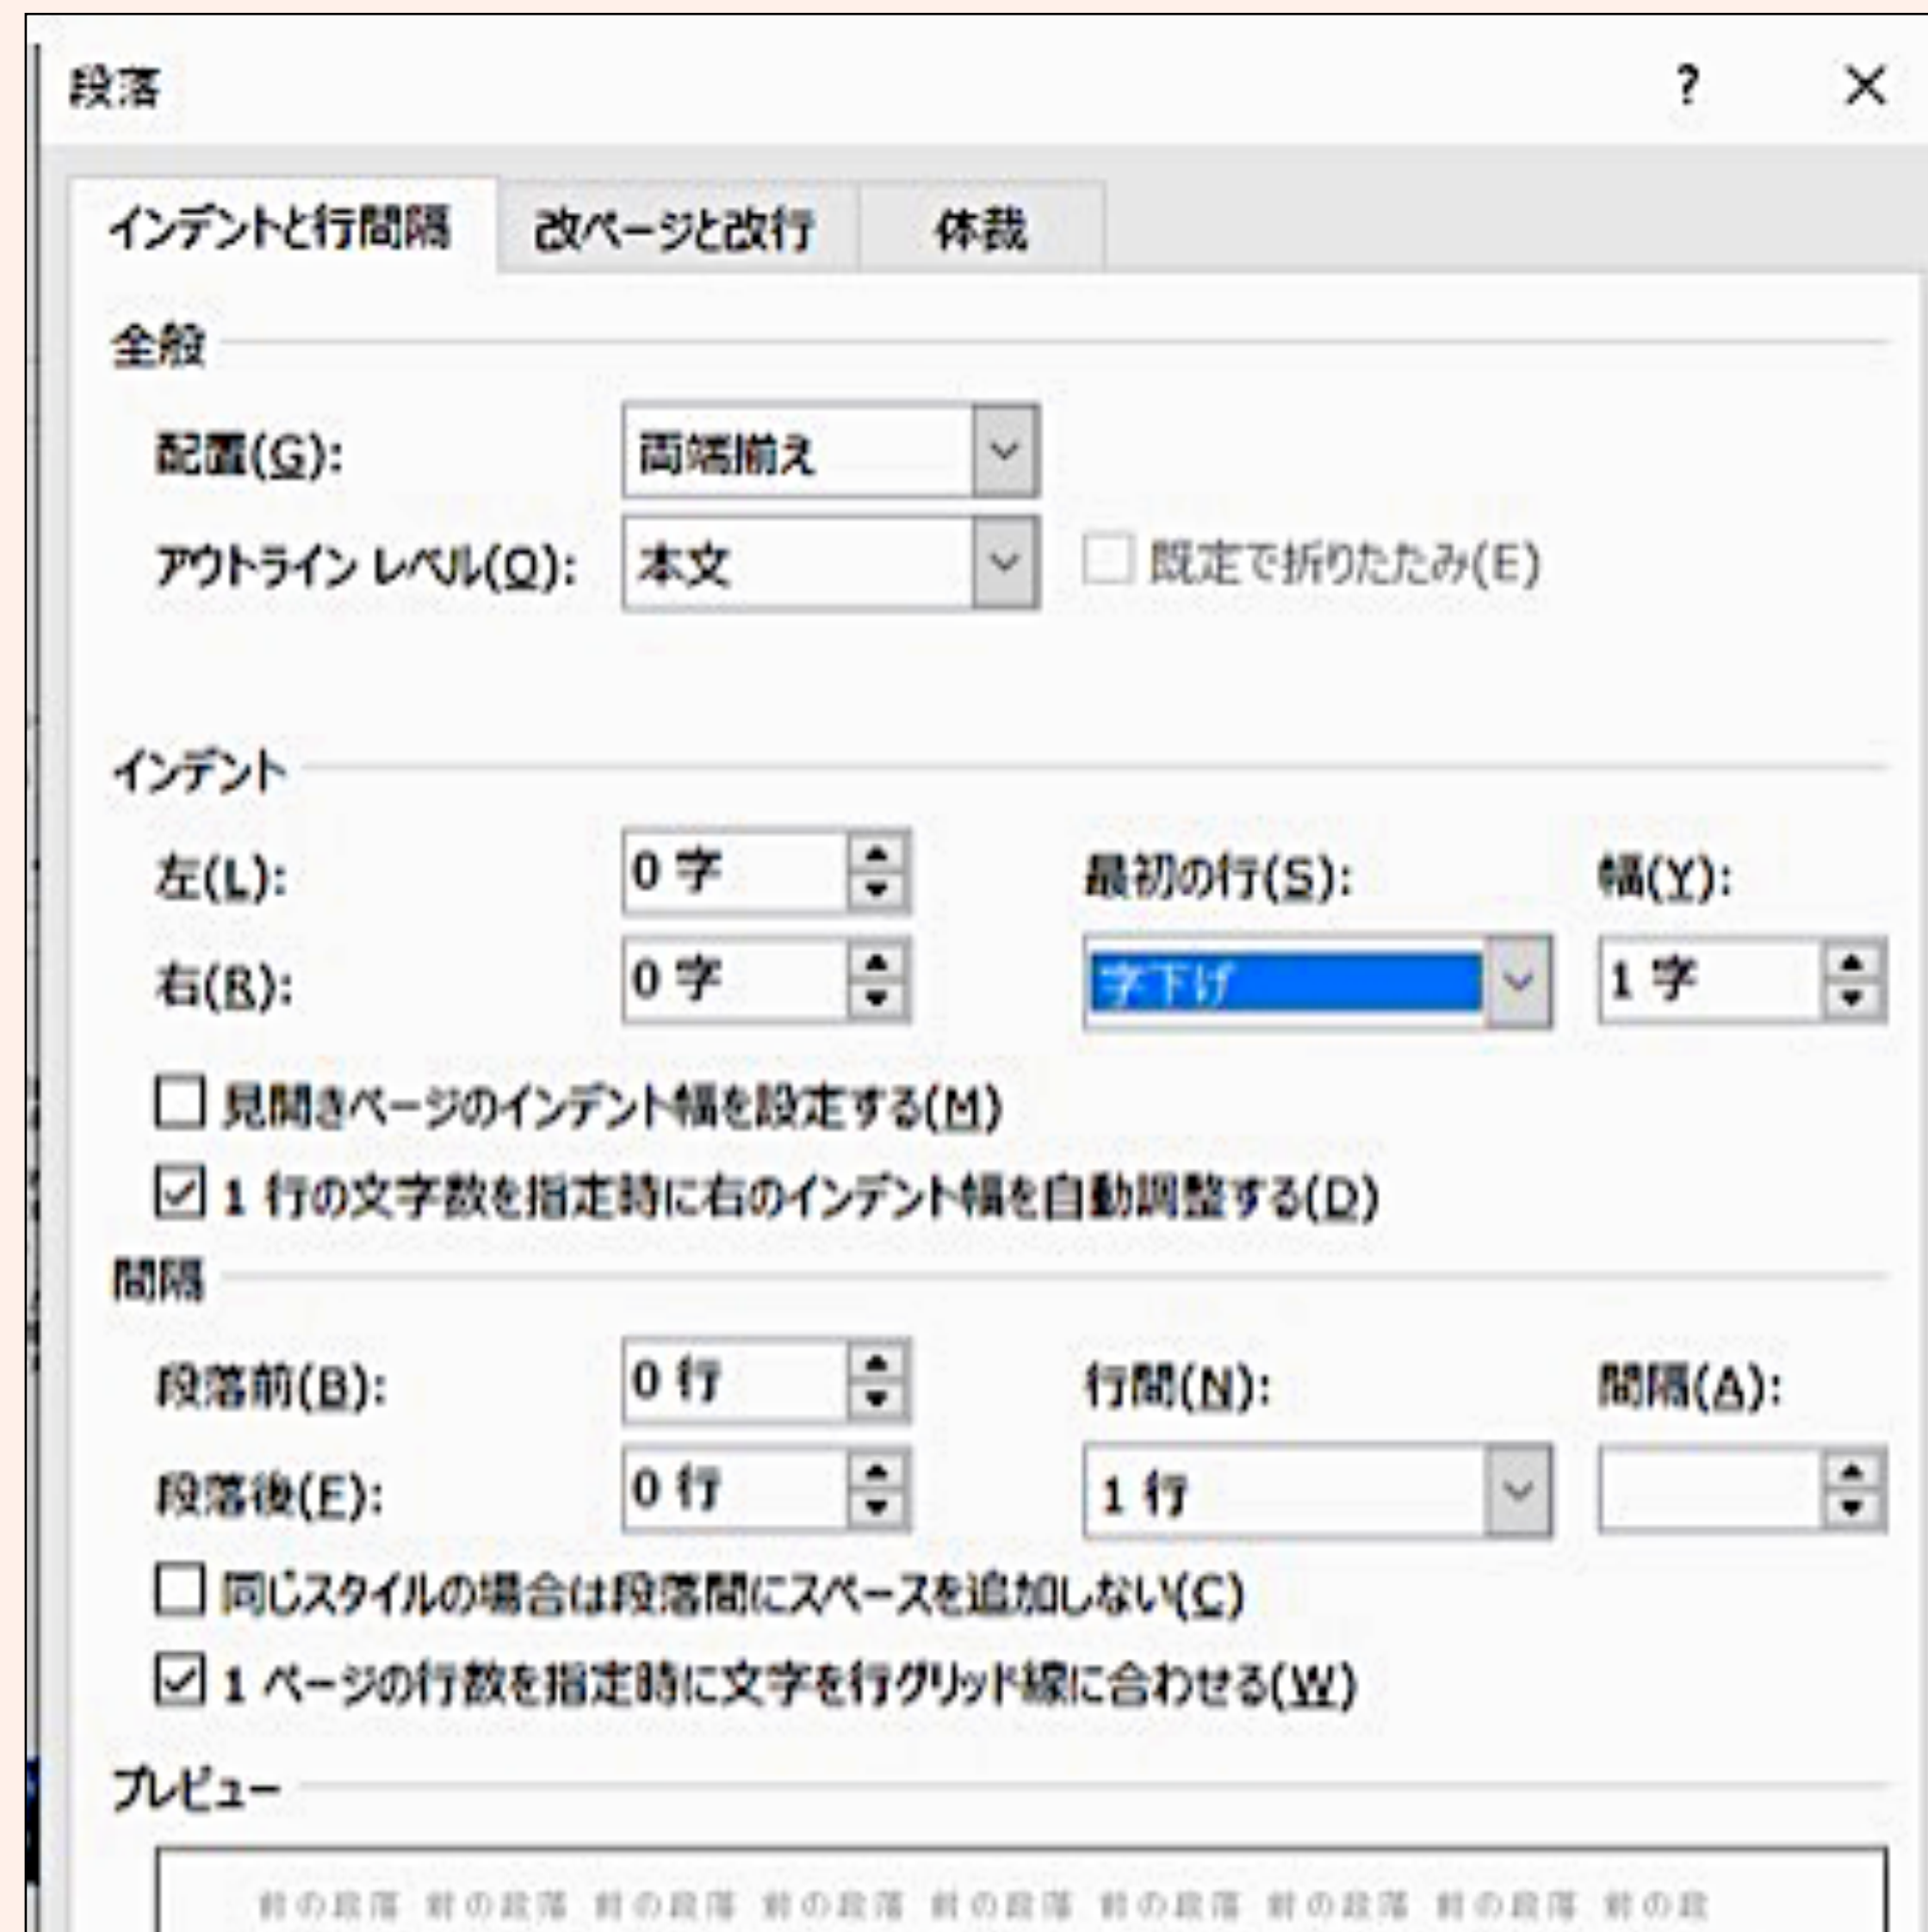 段落 ? ×
インデントと行間隔 改ページと改行 体裁
全般
配置(G): 両端揃え
アウトライン レベル(O): 本文 既定で折りたたみ(E)
インデント
左(L): 0 字 最初の行(S): 幅(Y):
右(R): 0 字 字下げ 1 字
見開きページのインデント幅を設定する(M)
1 行の文字数を指定時に右のインデント幅を自動調整する(D)
間隔
段落前(B): 0 行 行間(N): 間隔(A):
段落後(F): 0 行 1 行
同じスタイルの場合は段落間にスペースを追加しない(C)
1 ページの行数を指定時に文字を行グリッド線に合わせる(W)
プレビュー
前の段落 前の段落 前の段落 前の段落 前の段落 前の段落 前の段落 前の段落 前の段